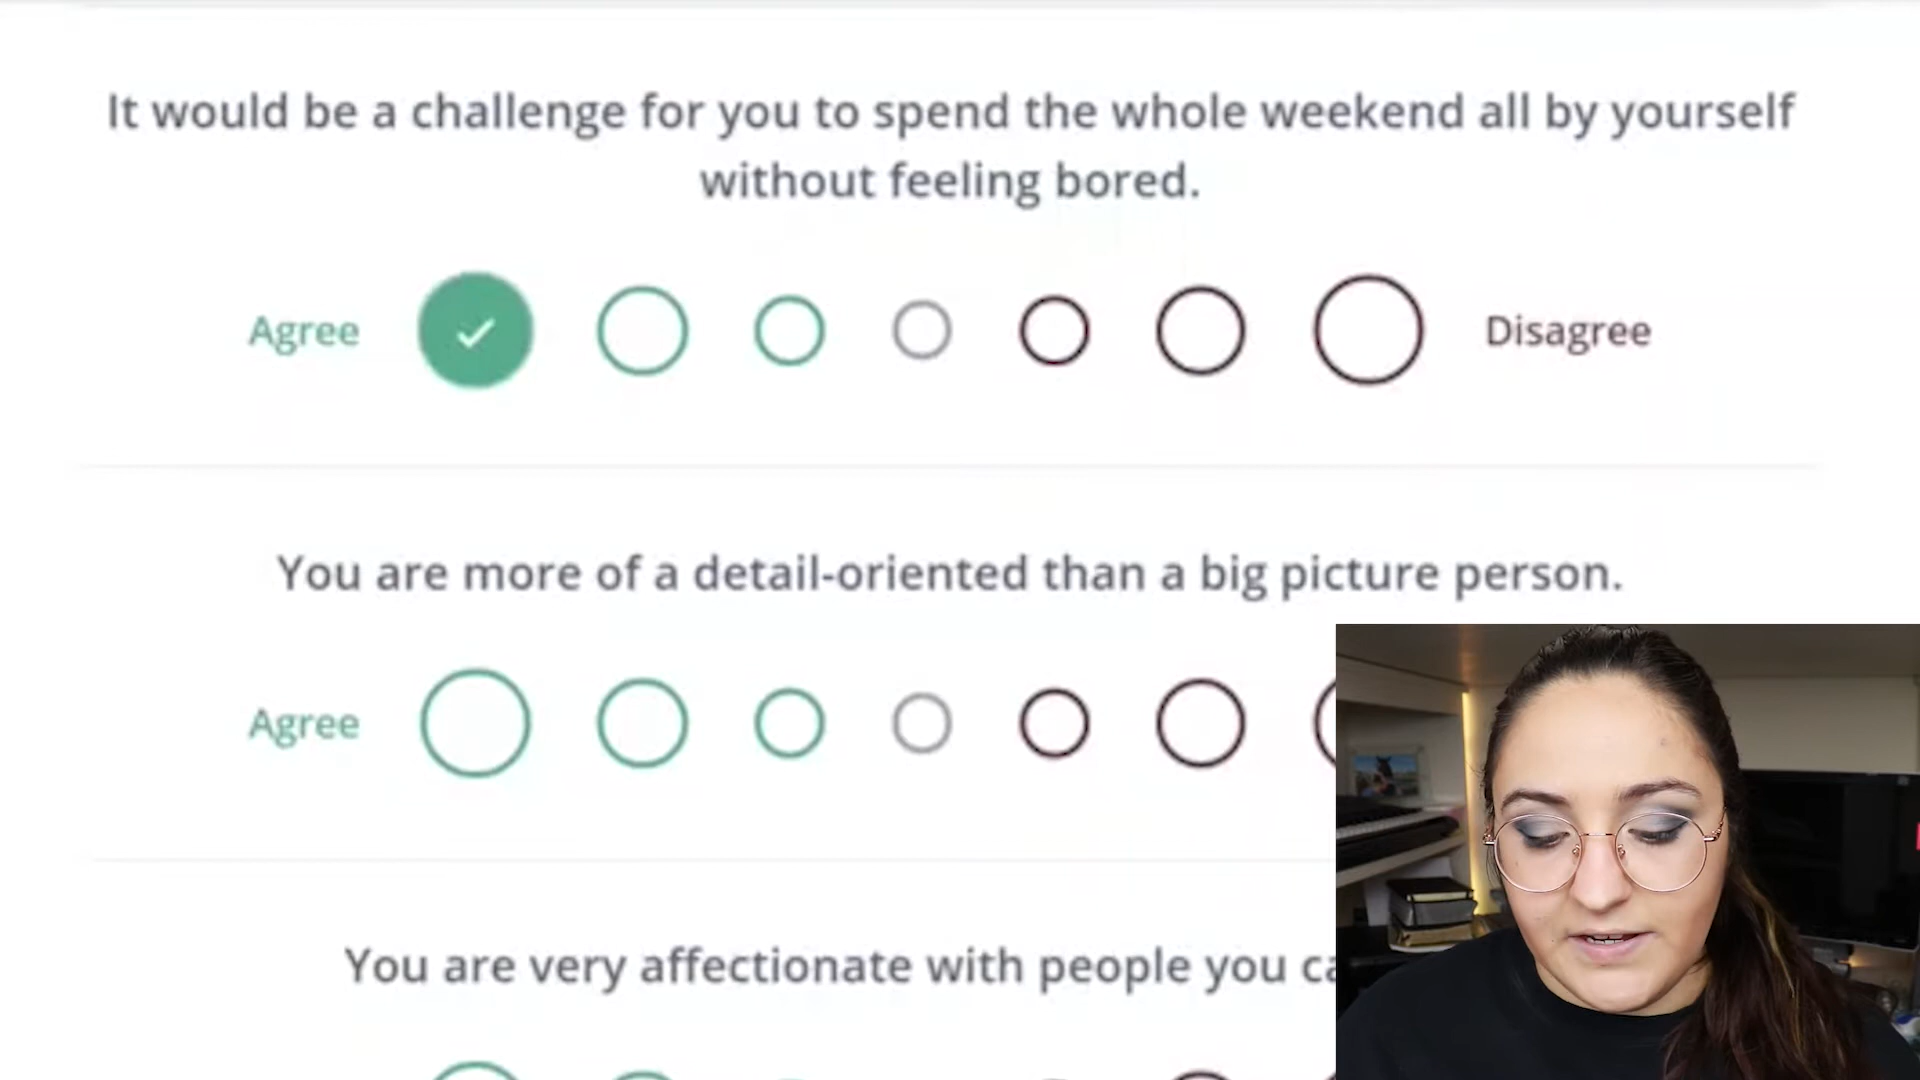 It would be a challenge for you to spend the whole weekend all by yourself
without feeling bored.
Agree
Disagree
You are more of a detail-oriented than a big picture person.
Agree
You are very affectionate with people you